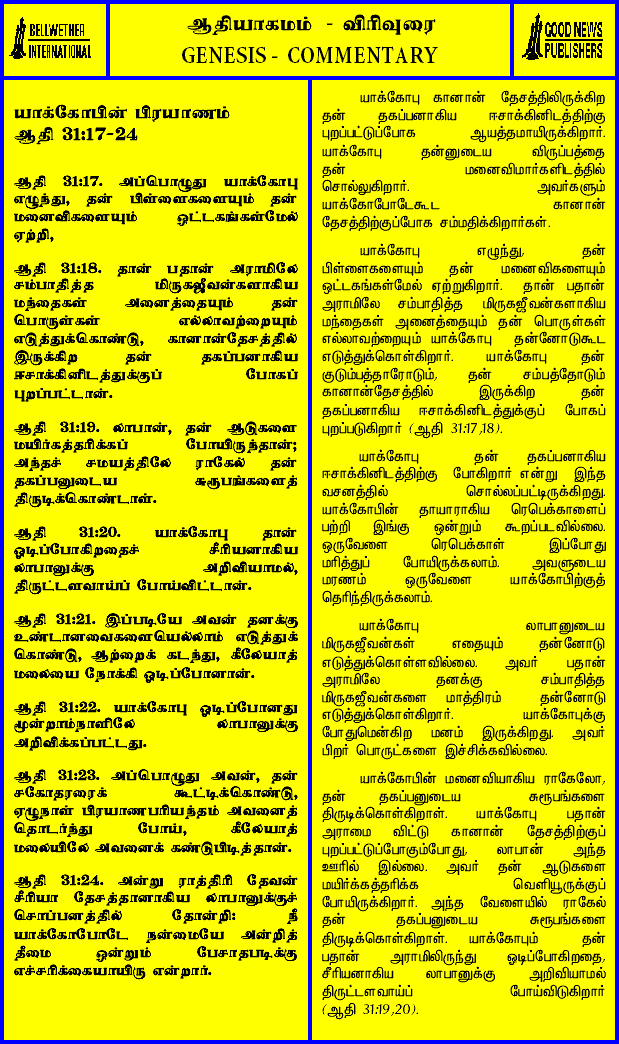 BELLWETHER
INTERNATIONAL
ஆதியாகமம் - விரிவுரை
GENESIS - COMMENTARY
GOOD NEWS
PUBLISHERS
யாக்கோபின் பிரயாணம்
ஆதி 31:17-24
ஆதி 31:17. அப்பொழுது யாக்கோபு
எழுந்து, தன் பிள்ளைகளையும் தன்
மனைவிகளையும் ஒட்டகங்கள்மேல்
ஏற்றி,
ஆதி 31:18. தான் பதான் அராமிலே
சம்பாதித்த மிருகஜீவன்களாகிய
மந்தைகள் அனைத்தையும் தன்
பொருள்கள் எல்லாவற்றையும்
எடுத்துக்கொண்டு, கானான்தேசத்தில்
இருக்கிற தன் தகப்பனாகிய
ஈசாக்கினிடத்துக்குப் போகப்
புறப்பட்டான்.
ஆதி 31:19. லாபான், தன் ஆடுகளை
மயிர்கத்தரிக்கப் போயிருந்தான்;
அந்தச் சமயத்திலே ராகேல் தன்
தகப்பனுடைய சுரூபங்களைத்
திருடிக்கொண்டாள்.
ஆதி 31:20. யாக்கோபு தான்
ஓடிப்போகிறதைச் சீரியனாகிய
லாபானுக்கு அறிவியாமல்,
திருட்டளவாய்ப் போய்விட்டான்.
ஆதி 31:21. இப்படியே அவன் தனக்கு
உண்டானவைகளையெல்லாம் எடுத்துக்
கொண்டு, ஆற்றைக் கடந்து, கீலேயாத்
மலையை நோக்கி ஓடிப்போனான்.
ஆதி 31:22. யாக்கோபு ஓடிப்போனது
மூன்றாம்நாளிலே லாபானுக்கு
அறிவிக்கப்பட்டது.
ஆதி 31:23. அப்பொழுது அவன், தன்
சகோதரரைக் கூட்டிக்கொண்டு,
ஏழுநாள் பிரயாணபரியந்தம் அவனைத்
தொடர்ந்து போய், கீலேயாத்
மலையிலே அவனைக் கண்டுபிடித்தான்.
ஆதி 31:24. அன்று ராத்திரி தேவன்
சீரியா தேசத்தானாகிய லாபானுக்குச்
சொப்பனத்தில் தோன்றி: நீ
யாக்கோபோடே நன்மையே அன்றித்
தீமை ஒன்றும் பேசாதபடிக்கு
எச்சரிக்கையாயிரு என்றார்.
யாக்கோபு கானான் தேசத்திலிருக்கிற
தன் தகப்பனாகிய ஈசாக்கினிடத்திற்கு
புறப்பட்டுப்போக ஆயத்தமாயிருக்கிறார்.
யாக்கோபு தன்னுடைய விருப்பத்தை
தன் மனைவிமார்களிடத்தில்
சொல்லுகிறார். அவர்களும்
யாக்கோபோடேகூட கானான்
தேசத்திற்குப்போக சம்மதிக்கிறார்கள்.
யாக்கோபு எழுந்து, தன்
பிள்ளைகளையும் தன் மனைவிகளையும்
ஒட்டகங்கள்மேல் ஏற்றுகிறார். தான் பதான்
அராமிலே சம்பாதித்த மிருகஜீவன்களாகிய
மந்தைகள் அனைத்தையும் தன் பொருள்கள்
எல்லாவற்றையும் யாக்கோபு தன்னோடுகூட
எடுத்துக்கொள்கிறார். யாக்கோபு தன்
குடும்பத்தாரோடும், தன் சம்பத்தோடும்
கானான்தேசத்தில் இருக்கிற தன்
தகப்பனாகிய ஈசாக்கினிடத்துக்குப் போகப்
புறப்படுகிறார் (ஆதி 31:17,18).
யாக்கோபு தன் தகப்பனாகிய
ஈசாக்கினிடத்திற்கு போகிறார் என்று இந்த
வசனத்தில் சொல்லப்பட்டிருக்கிறது.
யாக்கோபின் தாயாராகிய ரெபெக்காளைப்
பற்றி இங்கு ஒன்றும் கூறப்படவில்லை.
ஒருவேளை ரெபெக்காள் இப்போது
மரித்துப் போயிருக்கலாம். அவளுடைய
மரணம் ஒருவேளை யாக்கோபிற்குத்
தெரிந்திருக்கலாம்.
யாக்கோபு லாபானுடைய
மிருகஜீவன்கள் எதையும் தன்னோடு
எடுத்துக்கொள்ளவில்லை. அவர் பதான்
அராமிலே தனக்கு சம்பாதித்த
மிருகஜீவன்களை மாத்திரம் தன்னோடு
எடுத்துக்கொள்கிறார். யாக்கோபுக்கு
போதுமென்கிற மனம் இருக்கிறது. அவர்
பிறர் பொருட்களை இச்சிக்கவில்லை.
யாக்கோபின் மனைவியாகிய ராகேலோ,
தன் தகப்பனுடைய சுரூபங்களை
திருடிக்கொள்கிறாள். யாக்கோபு பதான்
அராமை விட்டு கானான் தேசத்திற்குப்
புறப்பட்டுப்போகும்போது, லாபான் அந்த
ஊரில் இல்லை. அவர் தன் ஆடுகளை
மயிர்க்கத்தரிக்க வெளியூருக்குப்
போயிருக்கிறார். அந்த வேளையில் ராகேல்
தன் தகப்பனுடைய சுரூபங்களை
திருடிக்கொள்கிறாள். யாக்கோபும் தன்
பதான் அராமிலிருந்து ஓடிப்போகிறதை,
சீரியனாகிய லாபானுக்கு அறிவியாமல்
திருட்டளவாய்ப் போய்விடுகிறார்
(ஆதி 31:19,20).